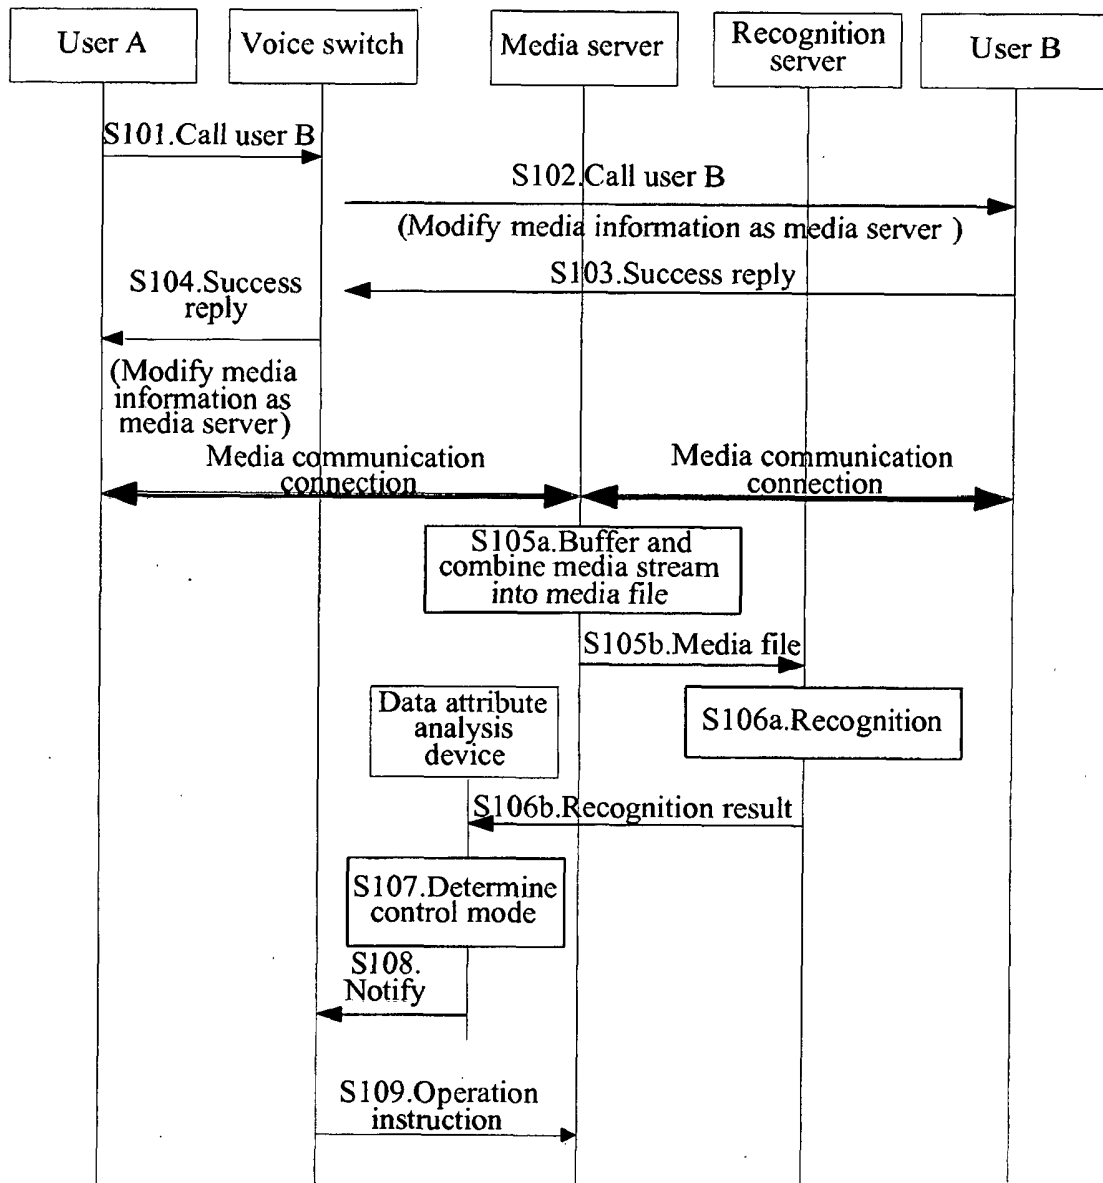 User A
Voice switch
Media server
Recognition
server
User B
S101.Call user B
S102.Call user B
(Modify media information as media server )
S103.Success reply
S104.Success
reply
(Modify media
information as
media server)
Media communication
connection
Media communication
connection
S105a.Buffer and
combine media stream
into media file
S105b.Media file
Data attribute
analysis
device
S106a.Recognition
S106b.Recognition result
S107.Determine
control mode
S108.
Notify
S109.Operation
instruction